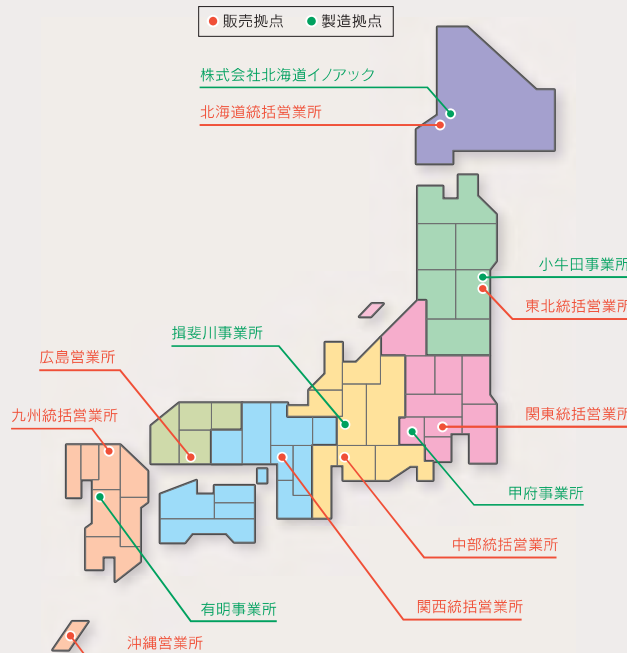 販売拠点 製造拠点
株式会社北海道イノアック
北海道統括営業所
小牛田事業所
東北統括営業所
揖斐川事業所
広島営業所
九州統括営業所
関東統括営業所
甲府事業所
中部統括営業所
関西統括営業所
有明事業所
沖縄営業所